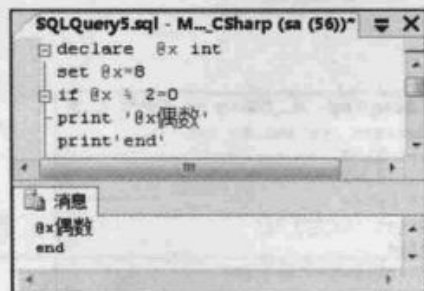 SQLQuery5.sql - M..._CSharp (sa (56))*
declare @x int
set @x=8
if @x % 2=0
print '@x偶数'
print'end'
消息
@x偶数
end